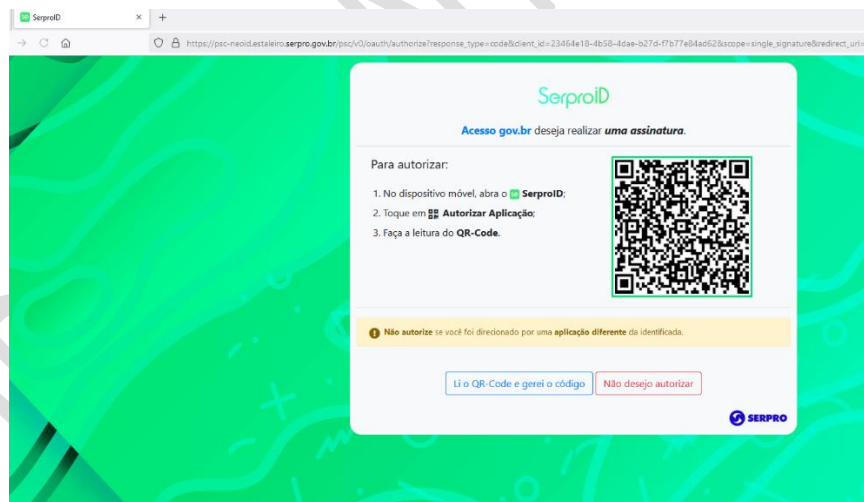 SerproID
https://psc-neoid.estaleiro.serpro.gov.br/psc/v0/oauth/authorize?response_type=code&client_id=23464e18-4b58-4dae-b27d-f7b77e84ad62&scope=single_signature&redirect_uri=
SerproID
Acesso gov.br deseja realizar uma assinatura.
Para autorizar:
1. No dispositivo móvel, abra o SerproID;
2. Toque em Autorizar Aplicação;
3. Faça a leitura do QR-Code.
Não autorize se você foi direcionado por uma aplicação diferente da identificada.
Li o QR-Code e gerei o código
Não desejo autorizar
SERPRO